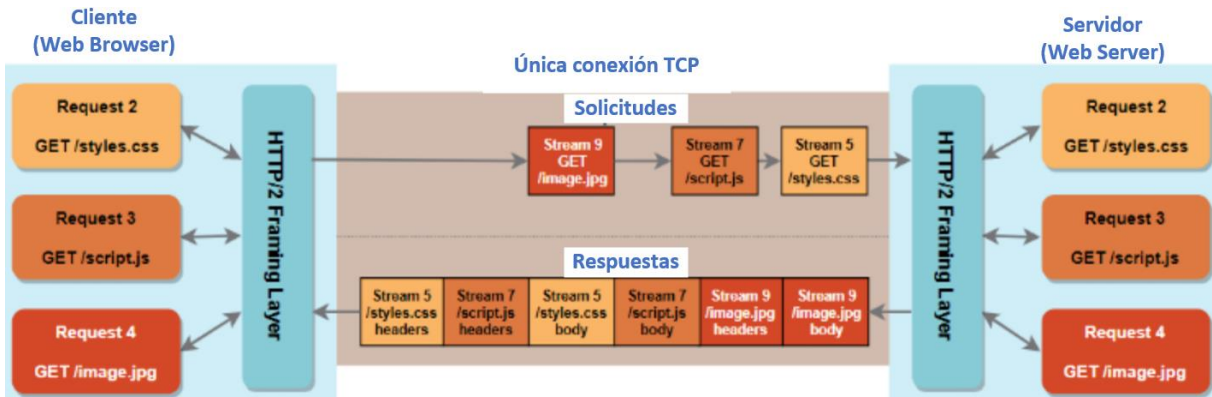 Cliente
(Web Browser)
Request 2
GET /styles.css
Request 3
GET /script.js
Request 4
GET /image.jpg
HTTP/2 Framing Layer
Única conexión TCP
Solicitudes
Stream 9
GET
/image.jpg
Stream 7
GET
/script.js
Stream 5
GET
/styles.css
Respuestas
Stream 5
/styles.css
headers
Stream 7
/script.js
headers
Stream 5
/styles.css
body
Stream 7
/script.js
body
Stream 9
/image.jpg
headers
Stream 9
/image.jpg
body
Servidor
(Web Server)
HTTP/2 Framing Layer
Request 2
GET /styles.css
Request 3
GET /script.js
Request 4
GET /image.jpg